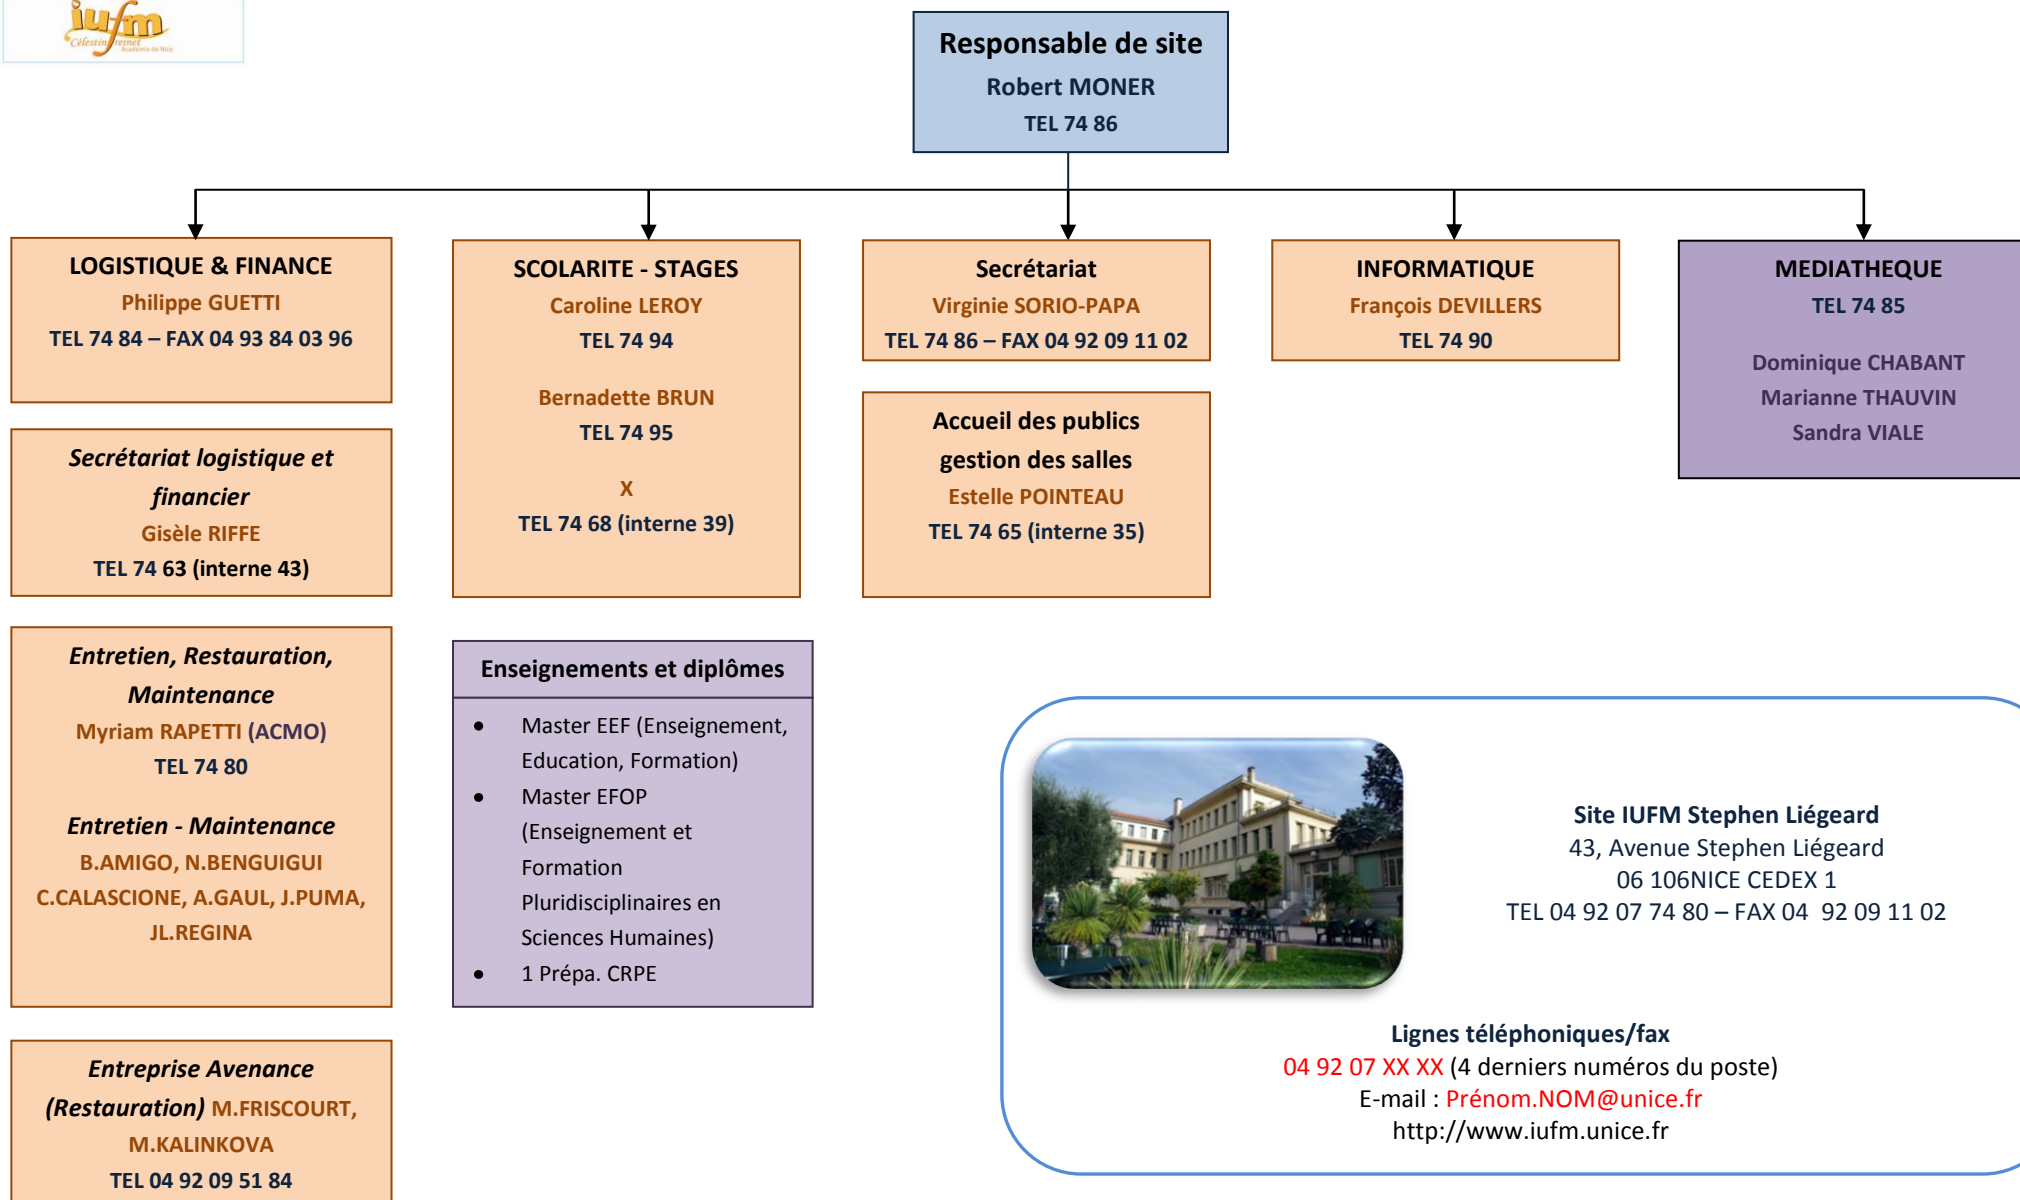 iufm
Célestin Freinet
Académie de Nice
Responsable de site
Robert MONER
TEL 74 86
LOGISTIQUE & FINANCE
Philippe GUETTI
TEL 74 84 – FAX 04 93 84 03 96
Secrétariat logistique et
financier
Gisèle RIFFE
TEL 74 63 (interne 43)
Entretien, Restauration,
Maintenance
Myriam RAPETTI (ACMO)
TEL 74 80
Entretien - Maintenance
B.AMIGO, N.BENGUIGUI
C.CALASCIONE, A.GAUL, J.PUMA,
JL.REGINA
Entreprise Avenance
(Restauration) M.FRISCOURT,
M.KALINKOVA
TEL 04 92 09 51 84
SCOLARITE - STAGES
Caroline LEROY
TEL 74 94
Bernadette BRUN
TEL 74 95
X
TEL 74 68 (interne 39)
Enseignements et diplômes
• Master EEF (Enseignement,
Education, Formation)
• Master EFOP
(Enseignement et
Formation
Pluridisciplinaires en
Sciences Humaines)
• 1 Prépa. CRPE
Secrétariat
Virginie SORIO-PAPA
TEL 74 86 – FAX 04 92 09 11 02
Accueil des publics
gestion des salles
Estelle POINTEAU
TEL 74 65 (interne 35)
INFORMATIQUE
François DEVILLERS
TEL 74 90
MEDIATHEQUE
TEL 74 85
Dominique CHABANT
Marianne THAUVIN
Sandra VIALE
Site IUFM Stephen Liégeard
43, Avenue Stephen Liégeard
06 106NICE CEDEX 1
TEL 04 92 07 74 80 – FAX 04  92 09 11 02
Lignes téléphoniques/fax
04 92 07 XX XX (4 derniers numéros du poste)
E-mail : Prénom.NOM@unice.fr
http://www.iufm.unice.fr